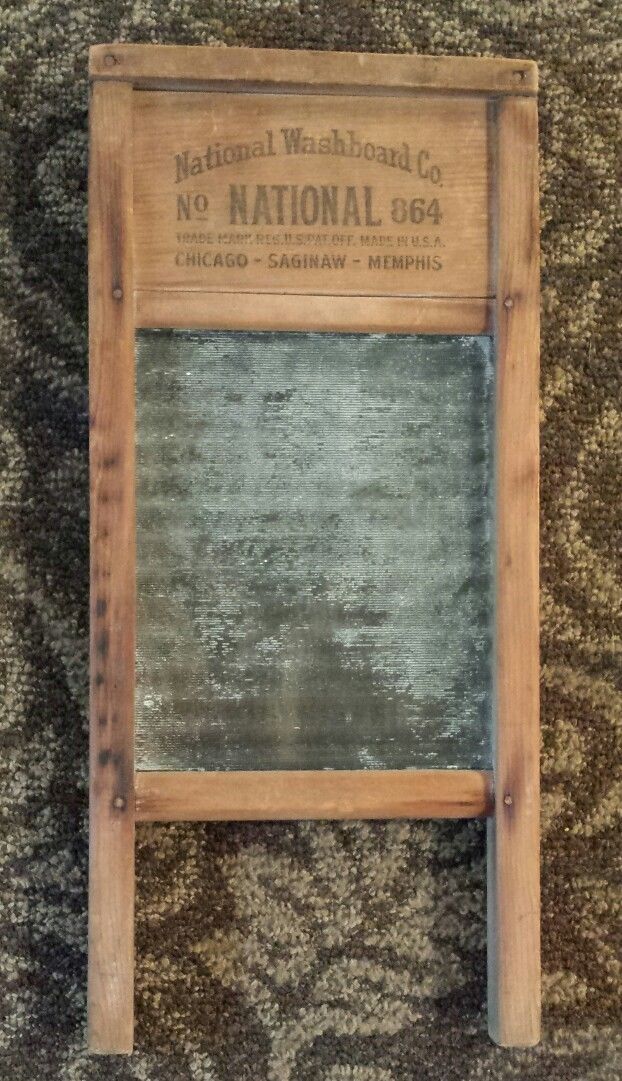 National Washboard Co.
Nº NATIONAL 864
TRADE MARK REG. U.S. PAT. OFF. MADE IN U.S.A.
CHICAGO - SAGINAW - MEMPHIS